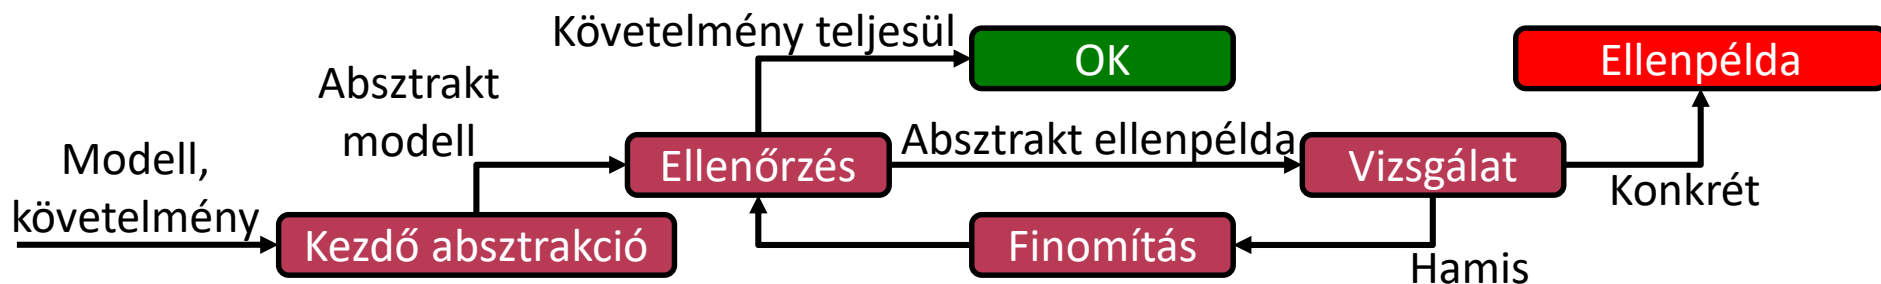 Modell,
követelmény
Kezdő absztrakció
Absztrakt
modell
Ellenőrzés
Követelmény teljesül
OK
Absztrakt ellenpélda
Vizsgálat
Konkrét
Ellenpélda
Hamis
Finomítás